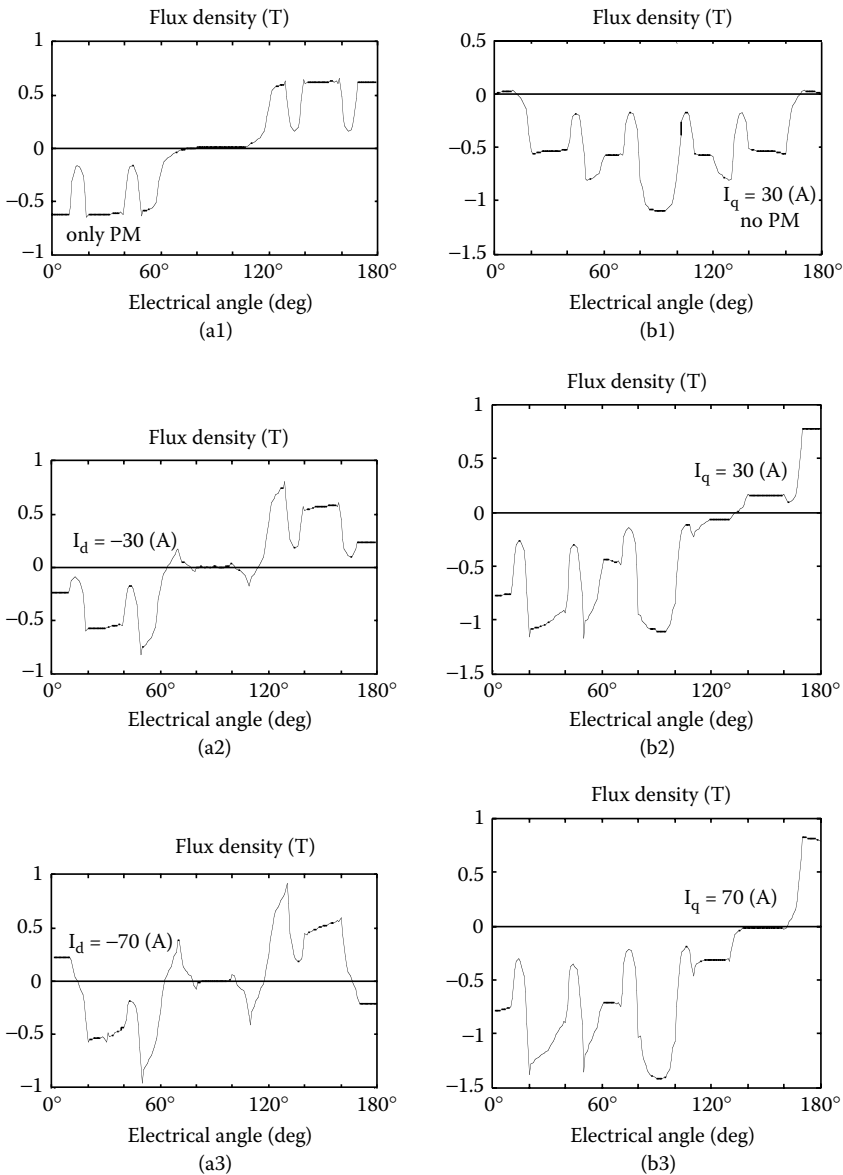 Flux density (T)
1
0.5
0
−0.5
−1
only PM
0° 60° 120° 180°
Electrical angle (deg)
(a1)
Flux density (T)
0.5
0
−0.5
−1
−1.5
I_q = 30 (A)
no PM
0° 60° 120° 180°
Electrical angle (deg)
(b1)
Flux density (T)
1
0.5
0
−0.5
−1
I_d = −30 (A)
0° 60° 120° 180°
Electrical angle (deg)
(a2)
Flux density (T)
1
0.5
0
−0.5
−1
−1.5
I_q = 30 (A)
0° 60° 120° 180°
Electrical angle (deg)
(b2)
Flux density (T)
1
0.5
0
−0.5
−1
I_d = −70 (A)
0° 60° 120° 180°
Electrical angle (deg)
(a3)
Flux density (T)
1
0.5
0
−0.5
−1
−1.5
I_q = 70 (A)
0° 60° 120° 180°
Electrical angle (deg)
(b3)